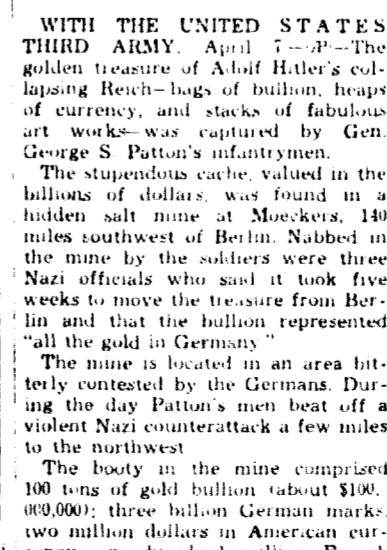 WITH THE UNITED STATES
THIRD ARMY, April 7—(AP)—The
golden treasure of Adolf Hitler's col-
lapsing Reich—bags of bullion, heaps
of currency, and stacks of fabulous
art works—was captured by Gen.
George S. Patton's infantrymen.
The stupendous cache, valued in the
billions of dollars, was found in a
hidden salt mine at Moeckers, 140
miles southwest of Berlin. Nabbed in
the mine by the soldiers were three
Nazi officials who said it took five
weeks to move the treasure from Ber-
lin and that the bullion represented
"all the gold in Germany."
The mine is located in an area bit-
terly contested by the Germans. Dur-
ing the day Patton's men beat off a
violent Nazi counterattack a few miles
to the northwest
The booty in the mine comprised
100 tons of gold bullion (about $100,-
000,000); three billion German marks,
two million dollars in American cur-